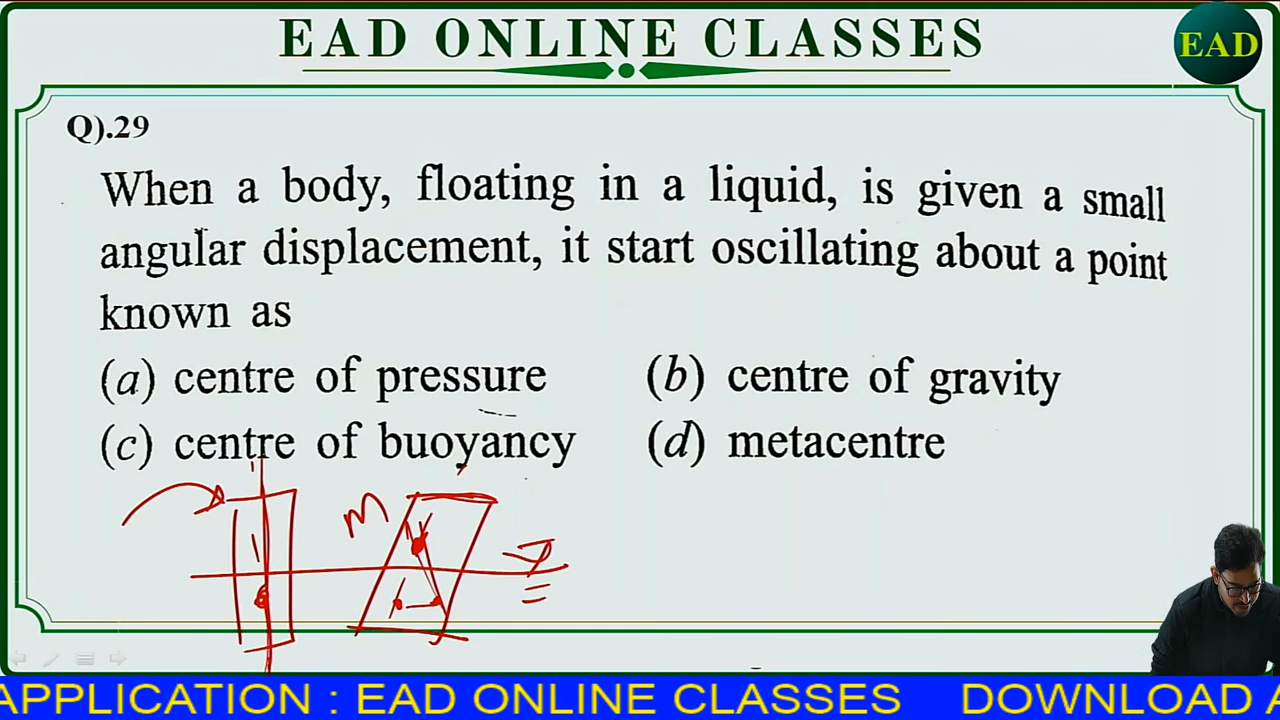 EAD ONLINE CLASSES
EAD
Q).29
When a body, floating in a liquid, is given a small
angular displacement, it start oscillating about a point
known as
(a) centre of pressure (b) centre of gravity
(c) centre of buoyancy (d) metacentre
M
APPLICATION : EAD ONLINE CLASSES DOWNLOAD A